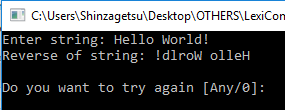 C:\Users\Shinzagetsu\Desktop\OTHERS\LexiCon
Enter string: Hello World!
Reverse of string: !dlroW olleH
Do you want to try again [Any/0]: